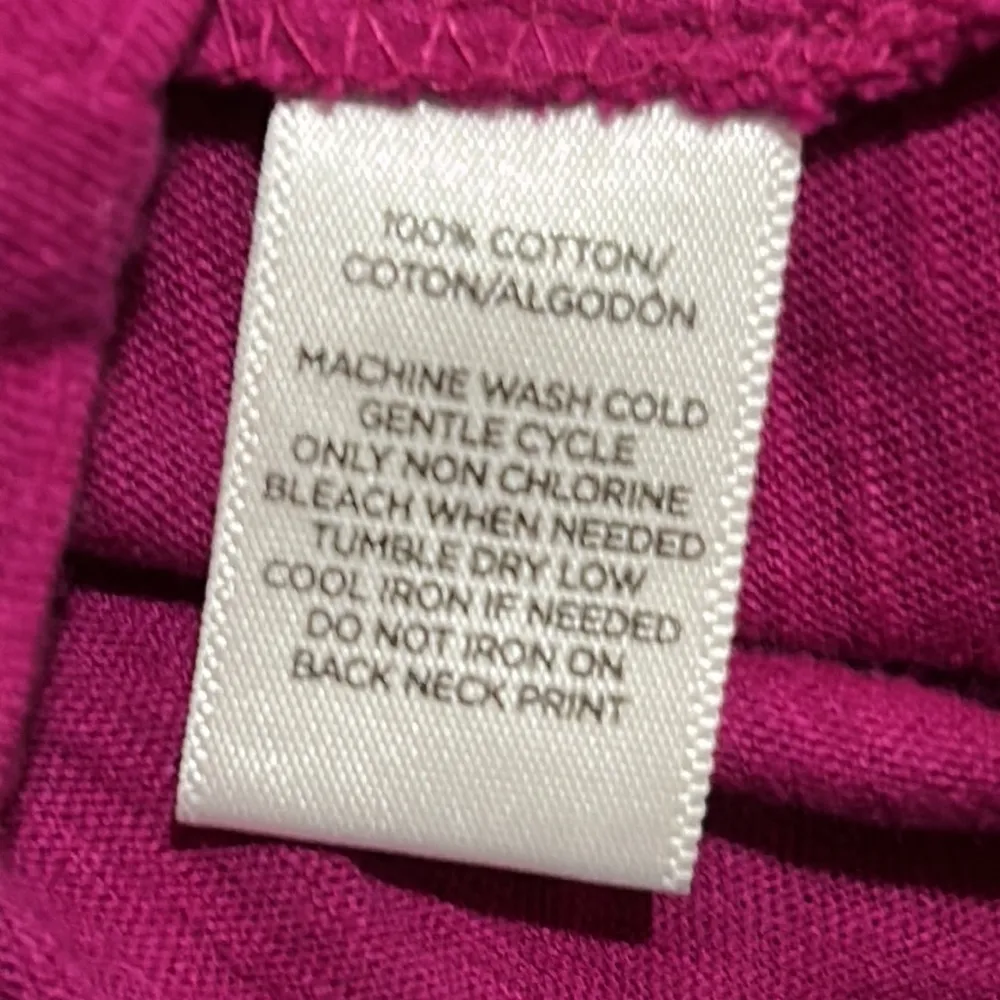 100% COTTON/
COTON/ALGODÓN
MACHINE WASH COLD
GENTLE CYCLE
ONLY NON CHLORINE
BLEACH WHEN NEEDED
TUMBLE DRY LOW
COOL IRON IF NEEDED
DO NOT IRON ON
BACK NECK PRINT